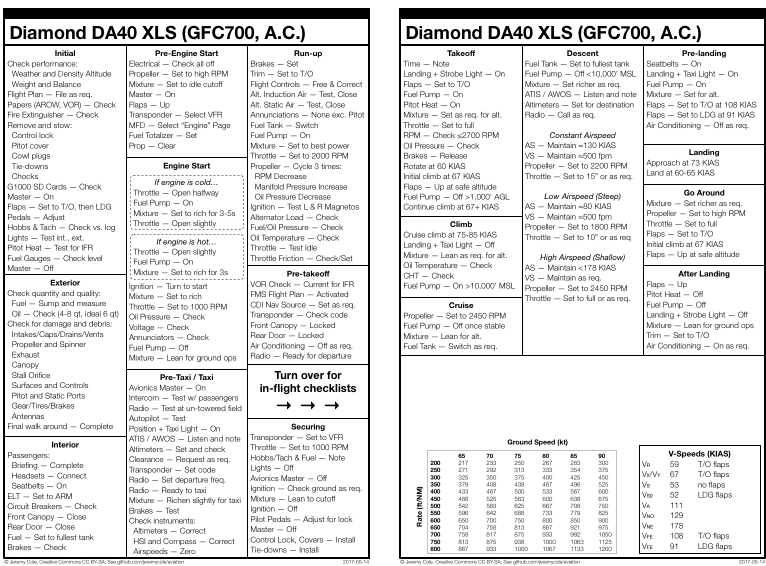 Diamond DA40 XLS (GFC700, A.C.)
Initial
Check performance:
Weather and Density Altitude
Weight and Balance
Flight Plan — File as req.
Papers (AROW, VOR) — Check
Fire Extinguisher — Check
Remove and stow:
Control lock
Pitot cover
Cowl plugs
Tie-downs
Chocks
G1000 SD Cards — Check
Master — On
Flaps — Set to T/O, then LDG
Pedals — Adjust
Hobbs & Tach — Check vs. log
Lights — Test int., ext.
Pitot Heat — Test for IFR
Fuel Gauges — Check level
Master — Off
Exterior
Check quantity and quality:
Fuel — Sump and measure
Oil — Check (4-8 qt, ideal 6 qt)
Check for damage and debris:
Intakes/Caps/Drains/Vents
Propeller and Spinner
Exhaust
Canopy
Stall Orifice
Surfaces and Controls
Pitot and Static Ports
Gear/Tires/Brakes
Antennas
Final walk around — Complete
Interior
Passengers:
Briefing — Complete
Headsets — Connect
Seatbelts — On
ELT — Set to ARM
Circuit Breakers — Check
Front Canopy — Close
Rear Door — Close
Fuel — Set to fullest tank
Brakes — Check
Pre-Engine Start
Electrical — Check all off
Propeller — Set to high RPM
Mixture — Set to idle cutoff
Master — On
Flaps — Up
Transponder — Select VFR
MFD — Select "Engine" Page
Fuel Totalizer — Set
Prop — Clear
Engine Start
If engine is cold…
Throttle — Open halfway
Fuel Pump — On
Mixture — Set to rich for 3-5s
Throttle — Open slightly
If engine is hot…
Throttle — Open slightly
Fuel Pump — On
Mixture — Set to rich for 3s
Ignition — Turn to start
Mixture — Set to rich
Throttle — Set to 1000 RPM
Oil Pressure — Check
Voltage — Check
Annunciators — Check
Fuel Pump — Off
Mixture — Lean for ground ops
Pre-Taxi / Taxi
Avionics Master — On
Intercom — Test w/ passengers
Radio — Test at un-towered field
Autopilot — Test
Position + Taxi Light — On
ATIS / AWOS — Listen and note
Altimeters — Set and check
Clearance — Request as req.
Transponder — Set code
Radio — Set departure freq.
Radio — Ready to taxi
Mixture — Richen slightly for taxi
Brakes — Test
Check instruments:
Altimeters — Correct
HSI and Compass — Correct
Airspeeds — Zero
Run-up
Brakes — Set
Trim — Set to T/O
Flight Controls — Free & Correct
Alt. Induction Air — Test, Close
Alt. Static Air — Test, Close
Annunciations — None exc. Pitot
Fuel Tank — Switch
Fuel Pump — On
Mixture — Set to best power
Throttle — Set to 2000 RPM
Propeller — Cycle 3 times:
RPM Decrease
Manifold Pressure Increase
Oil Pressure Decrease
Ignition — Test L & R Magnetos
Alternator Load — Check
Fuel/Oil Pressure — Check
Throttle — Test Idle
Throttle Friction — Check/Set
Pre-takeoff
VOR Check — Current for IFR
FMS Flight Plan — Activated
CDI Nav Source — Set as req.
Transponder — Check code
Front Canopy — Locked
Rear Door — Locked
Air Conditioning — Off as req.
Radio — Ready for departure
Turn over for
in-flight checklists
→ → →
Securing
Transponder — Set to VFR
Throttle — Set to 1000 RPM
Hobbs/Tach & Fuel — Note
Lights — Off
Avionics Master — Off
Ignition — Check ground as req.
Mixture — Lean to cutoff
Ignition — Off
Pilot Pedals — Adjust for lock
Master — Off
Control Lock, Covers — Install
Tie-downs — Install
© Jeremy Cole, Creative Commons CC BY-SA; See github.com/jeremycole/aviation
2017-05-14
Diamond DA40 XLS (GFC700, A.C.)
Takeoff
Time — Note
Landing + Strobe Light — On
Flaps — Set to T/O
Fuel Pump — On
Pitot Heat — On
Mixture — Set as req. for alt.
Throttle — Set to full
RPM — Check ≤2700 RPM
Oil Pressure — Check
Brakes — Release
Rotate at 60 KIAS
Initial climb at 67 KIAS
Flaps — Up at safe altitude
Fuel Pump — Off >1,000' AGL
Continue climb at 67+ KIAS
Climb
Cruise climb at 75-85 KIAS
Landing + Taxi Light — Off
Mixture — Lean as req. for alt.
Oil Temperature — Check
CHT — Check
Fuel Pump — On >10,000' MSL
Cruise
Propeller — Set to 2450 RPM
Fuel Pump — Off once stable
Mixture — Lean for alt.
Fuel Tank — Switch as req.
Descent
Fuel Tank — Set to fullest tank
Fuel Pump — Off <10,000' MSL
Mixture — Set richer as req.
ATIS / AWOS — Listen and note
Altimeters — Set for destination
Radio — Call as req.
Constant Airspeed
AS — Maintain ≈130 KIAS
VS — Maintain ≈500 fpm
Propeller — Set to 2200 RPM
Throttle — Set to 15" or as req.
Low Airspeed (Steep)
AS — Maintain ≈80 KIAS
VS — Maintain ≈500 fpm
Propeller — Set to 1800 RPM
Throttle — Set to 10" or as req
High Airspeed (Shallow)
AS — Maintain <178 KIAS
VS — Maintain as req.
Propeller — Set to 2450 RPM
Throttle — Set to full or as req.
Pre-landing
Seatbelts — On
Landing + Taxi Light — On
Fuel Pump — On
Mixture — Set for alt.
Flaps — Set to T/O at 108 KIAS
Flaps — Set to LDG at 91 KIAS
Air Conditioning — Off as req.
Landing
Approach at 73 KIAS
Land at 60-65 KIAS
Go Around
Mixture — Set richer as req.
Propeller — Set to high RPM
Throttle — Set to full
Flaps — Set to T/O
Initial climb at 67 KIAS
Flaps — Up at safe altitude
After Landing
Flaps — Up
Pitot Heat — Off
Fuel Pump — Off
Landing + Strobe Light — Off
Mixture — Lean for ground ops
Trim — Set to T/O
Air Conditioning — On as req.
Ground Speed (kt)
Rate (ft/NM)
65 70 75 80 85 90
200 217 233 250 267 283 300
250 271 292 313 333 354 375
300 325 350 375 400 425 450
350 379 408 438 467 496 525
400 433 467 500 533 567 600
450 488 525 563 600 638 675
500 542 583 625 667 708 750
550 596 642 688 733 779 825
600 650 700 750 800 850 900
650 704 758 813 867 921 975
700 758 817 875 933 992 1050
750 813 875 938 1000 1063 1125
800 867 933 1000 1067 1133 1200
V-Speeds (KIAS)
VR 59 T/O flaps
VX/VY 67 T/O flaps
VS 53 no flaps
VS0 52 LDG flaps
VA 111
VNO 129
VNE 178
VFE 108 T/O flaps
VFE 91 LDG flaps
© Jeremy Cole, Creative Commons CC BY-SA; See github.com/jeremycole/aviation
2017-05-14